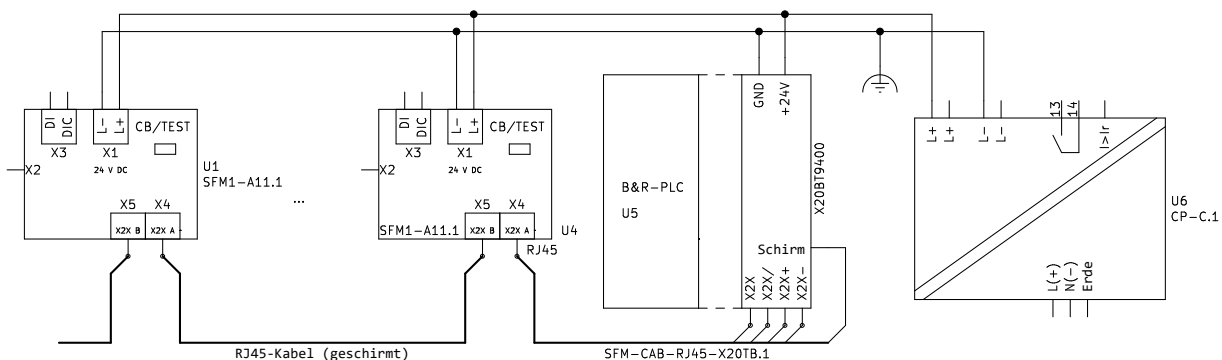 DI
DIC
L-
L+
CB/TEST
X3
X1
24 V DC
X2
U1
SFM1-A11.1
X5
X4
X2X B
X2X A
...
DI
DIC
L-
L+
CB/TEST
X3
X1
24 V DC
X2
X5
X4
SFM1-A11.1
X2X B
X2X A
U4
RJ45
B&R-PLC
U5
GND
+24V
X20BT9400
Schirm
X2X
X2X/
X2X+
X2X-
L+
L+
L-
L-
13
14
I>Ir
U6
CP-C.1
L(+)
N(-)
Erde
RJ45-Kabel (geschirmt)
SFM-CAB-RJ45-X20TB.1